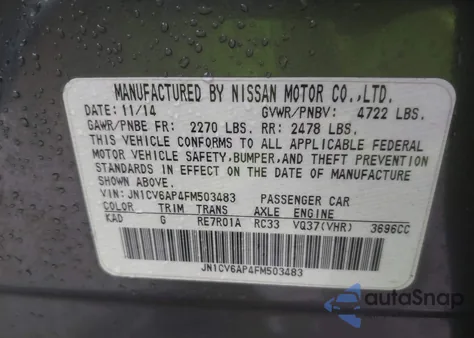 MANUFACTURED BY NISSAN MOTOR CO.,LTD.
DATE: 11/14 GVWR/PNBV: 4722 LBS.
GAWR/PNBE FR: 2270 LBS. RR: 2478 LBS.
THIS VEHICLE CONFORMS TO ALL APPLICABLE FEDERAL
MOTOR VEHICLE SAFETY, BUMPER, AND THEFT PREVENTION
STANDARDS IN EFFECT ON THE DATE OF MANUFACTURE
SHOWN ABOVE.
VIN: JN1CV6AP4FM503483 PASSENGER CAR
COLOR TRIM TRANS AXLE ENGINE
KAD G RE7R01A RC33 VQ37(VHR) 3696CC
JN1CV6AP4FM503483
autoSnap